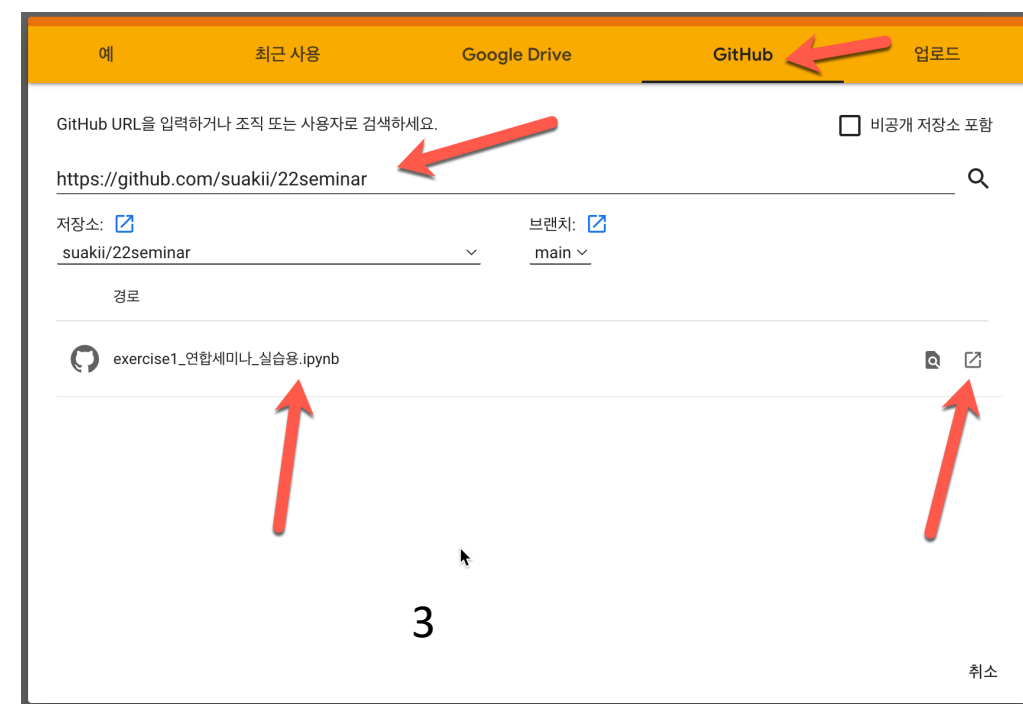 예 최근 사용 Google Drive GitHub 업로드
GitHub URL을 입력하거나 조직 또는 사용자로 검색하세요. 비공개 저장소 포함
https://github.com/suakii/22seminar
저장소: 브랜치:
suakii/22seminar main
경로
exercise1_연합세미나_실습용.ipynb
3
취소